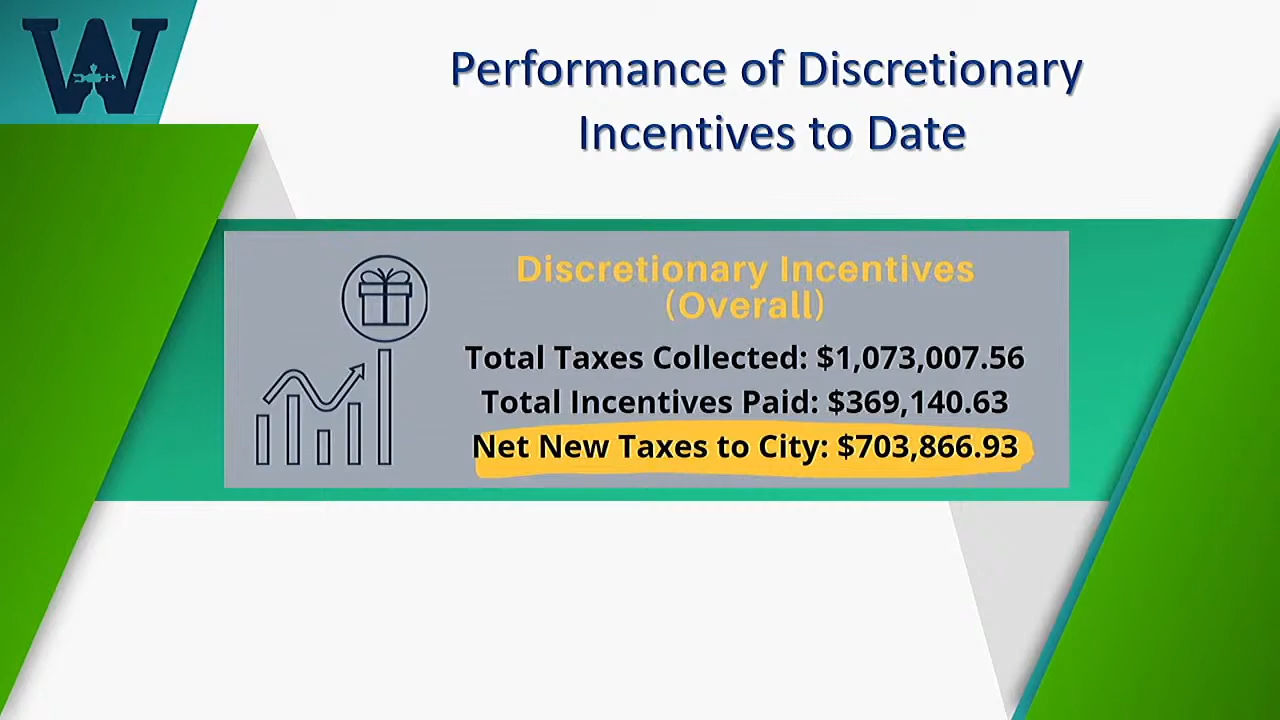 W
Performance of Discretionary
Incentives to Date
Discretionary Incentives
(Overall)
Total Taxes Collected: $1,073,007.56
Total Incentives Paid: $369,140.63
Net New Taxes to City: $703,866.93